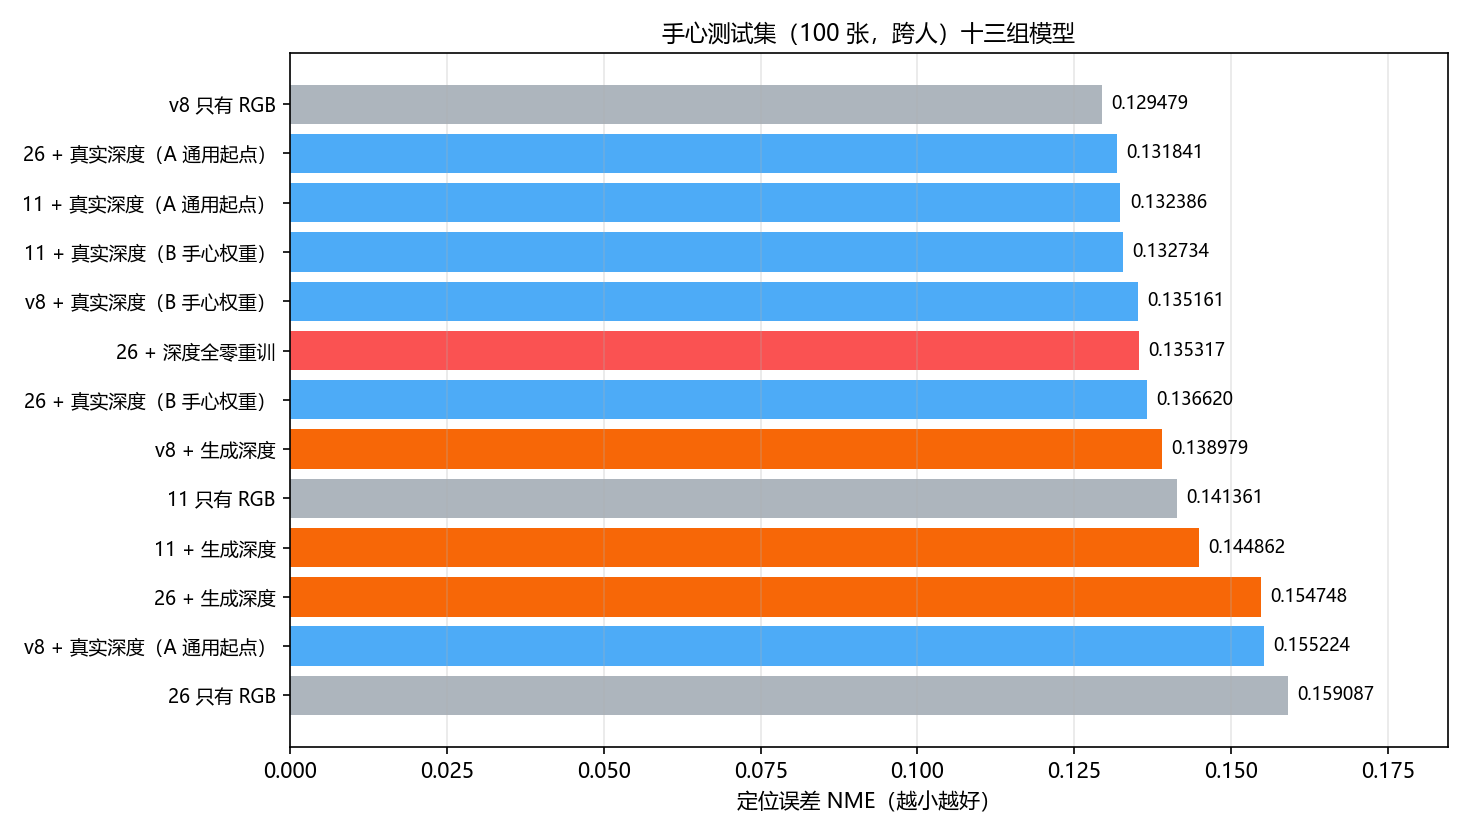 手心测试集（100 张，跨人）十三组模型
v8 只有 RGB 0.129479
26 + 真实深度（A 通用起点） 0.131841
11 + 真实深度（A 通用起点） 0.132386
11 + 真实深度（B 手心权重） 0.132734
v8 + 真实深度（B 手心权重） 0.135161
26 + 深度全零重训 0.135317
26 + 真实深度（B 手心权重） 0.136620
v8 + 生成深度 0.138979
11 只有 RGB 0.141361
11 + 生成深度 0.144862
26 + 生成深度 0.154748
v8 + 真实深度（A 通用起点） 0.155224
26 只有 RGB 0.159087
0.000 0.025 0.050 0.075 0.100 0.125 0.150 0.175
定位误差 NME（越小越好）